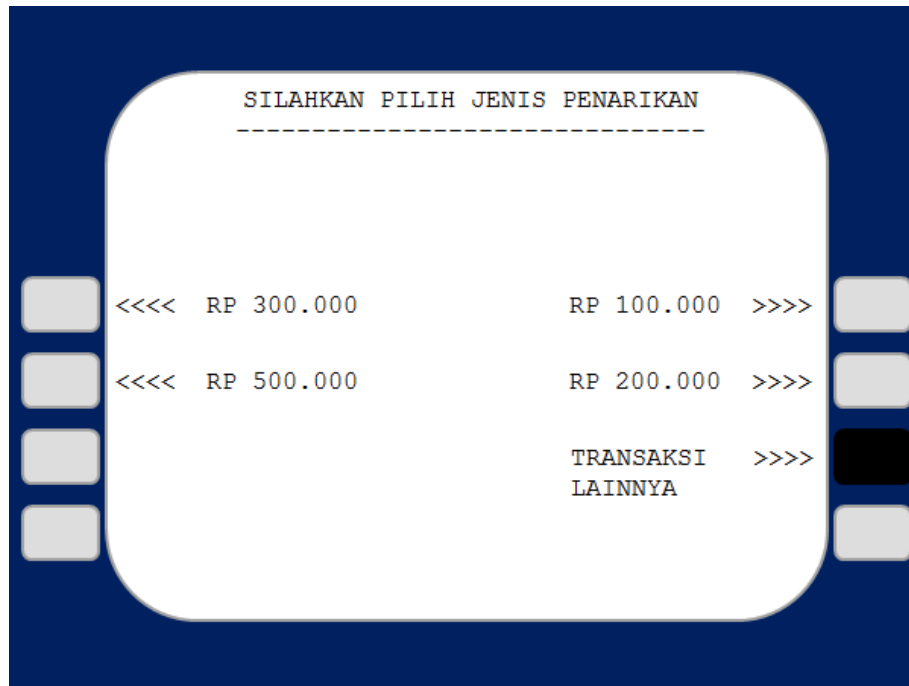 SILAHKAN PILIH JENIS PENARIKAN
-------------------------------
<<<< RP 300.000 RP 100.000 >>>>
<<<< RP 500.000 RP 200.000 >>>>
TRANSAKSI >>>>
LAINNYA